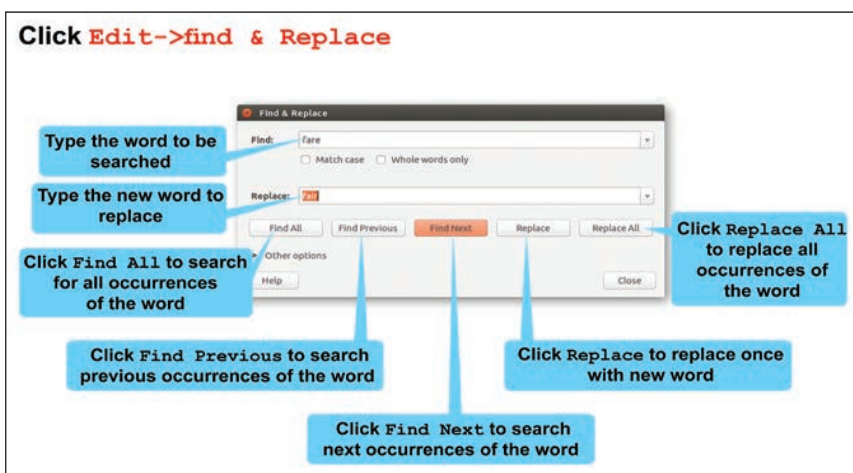 Click Edit->find & Replace
Find & Replace
Type the word to be
searched
Find: fare
Match case Whole words only
Type the new word to
replace
Replace: fair
Find All Find Previous Find Next Replace Replace All
Click Replace All
to replace all
occurrences of
the word
Click Find All to search
for all occurrences
of the word
Other options
Help Close
Click Find Previous to search
previous occurrences of the word
Click Replace to replace once
with new word
Click Find Next to search
next occurrences of the word